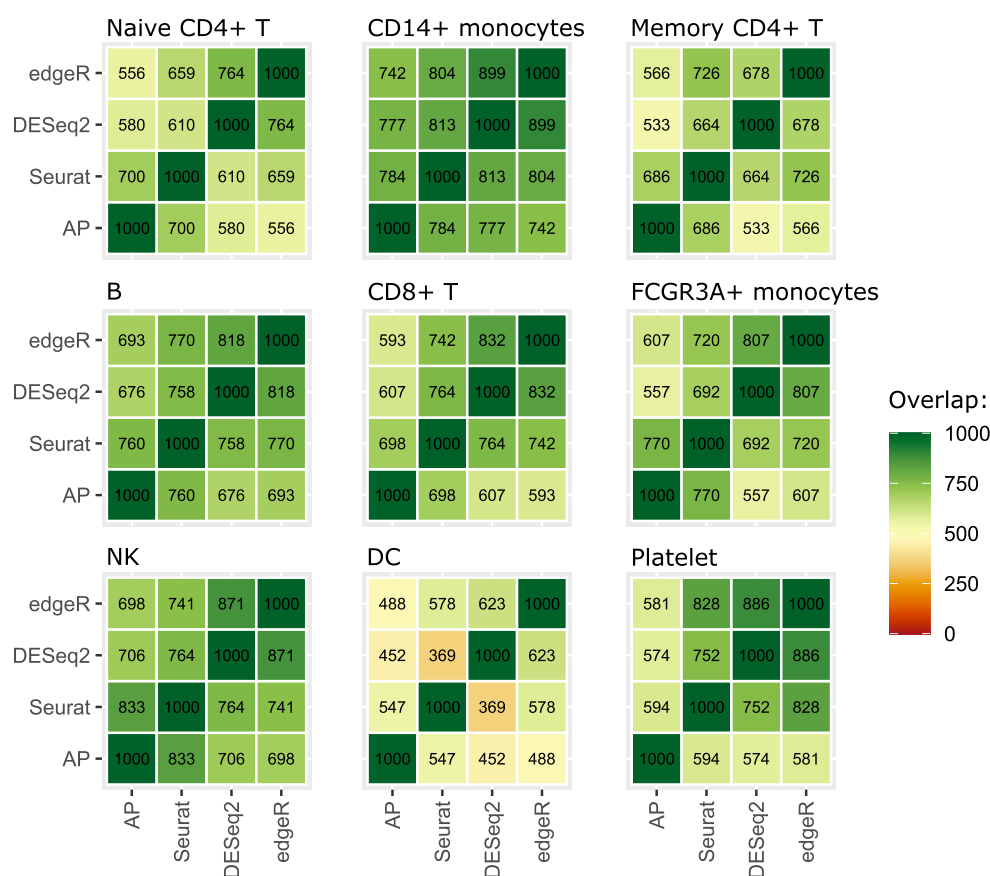 Naive CD4+ T CD14+ monocytes Memory CD4+ T
edgeR 556 659 764 1000 742 804 899 1000 566 726 678 1000
DESeq2 580 610 1000 764 777 813 1000 899 533 664 1000 678
Seurat 700 1000 610 659 784 1000 813 804 686 1000 664 726
AP 1000 700 580 556 1000 784 777 742 1000 686 533 566
B CD8+ T FCGR3A+ monocytes
edgeR 693 770 818 1000 593 742 832 1000 607 720 807 1000
DESeq2 676 758 1000 818 607 764 1000 832 557 692 1000 807
Seurat 760 1000 758 770 698 1000 764 742 770 1000 692 720
AP 1000 760 676 693 1000 698 607 593 1000 770 557 607
NK DC Platelet
edgeR 698 741 871 1000 488 578 623 1000 581 828 886 1000
DESeq2 706 764 1000 871 452 369 1000 623 574 752 1000 886
Seurat 833 1000 764 741 547 1000 369 578 594 1000 752 828
AP 1000 833 706 698 1000 547 452 488 1000 594 574 581
AP Seurat DESeq2 edgeR AP Seurat DESeq2 edgeR AP Seurat DESeq2 edgeR
Overlap:
1000
750
500
250
0